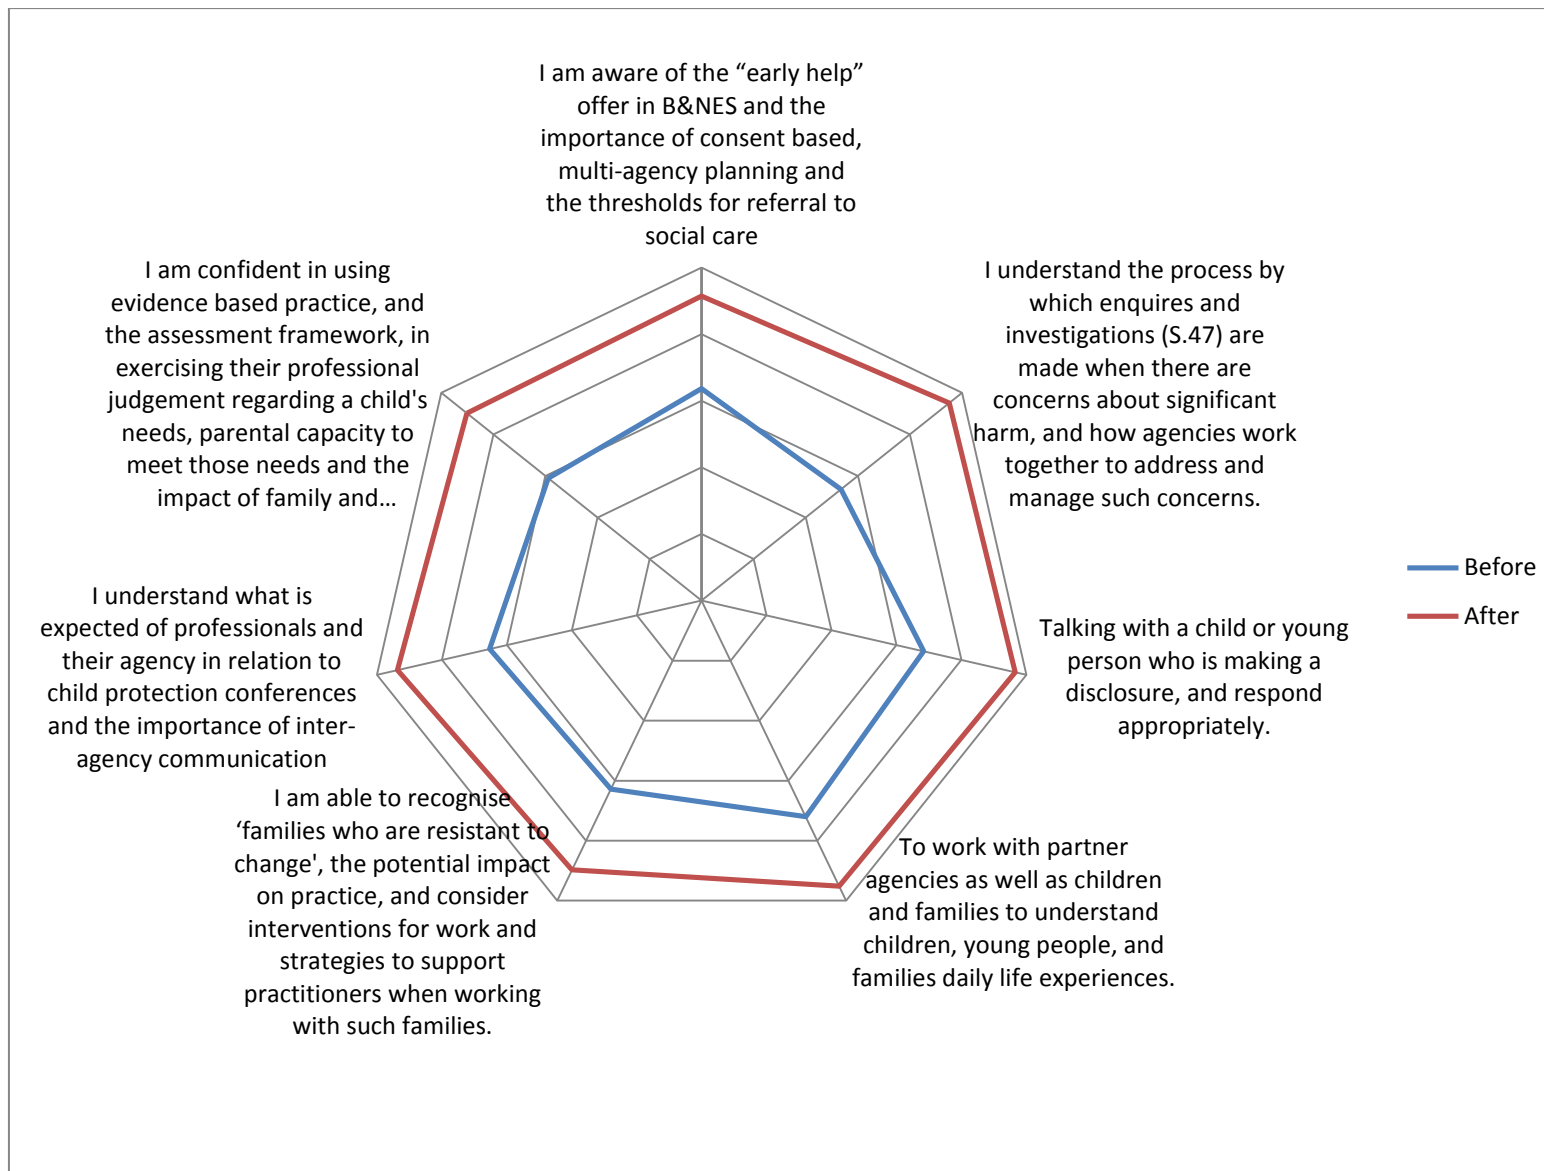 I am aware of the “early help”
offer in B&NES and the
importance of consent based,
multi-agency planning and
the thresholds for referral to
social care
I understand the process by
which enquires and
investigations (S.47) are
made when there are
concerns about significant
harm, and how agencies work
together to address and
manage such concerns.
Talking with a child or young
person who is making a
disclosure, and respond
appropriately.
To work with partner
agencies as well as children
and families to understand
children, young people, and
families daily life experiences.
I am able to recognise
‘families who are resistant to
change', the potential impact
on practice, and consider
interventions for work and
strategies to support
practitioners when working
with such families.
I understand what is
expected of professionals and
their agency in relation to
child protection conferences
and the importance of inter-
agency communication
I am confident in using
evidence based practice, and
the assessment framework, in
exercising their professional
judgement regarding a child's
needs, parental capacity to
meet those needs and the
impact of family and…
Before
After